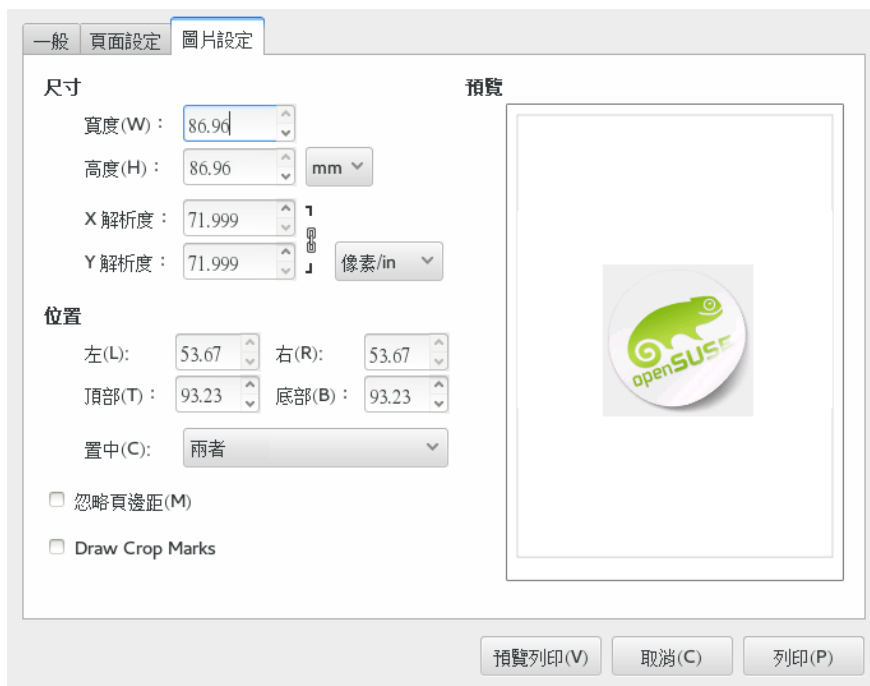 一般 頁面設定 圖片設定
尺寸
寬度(W)： 86.96
高度(H)： 86.96 mm
X 解析度： 71.999
Y 解析度： 71.999 像素/in
位置
左(L): 53.67 右(R): 53.67
頂部(T)： 93.23 底部(B)： 93.23
置中(C): 兩者
忽略頁邊距(M)
Draw Crop Marks
預覽
openSUSE
預覽列印(V) 取消(C) 列印(P)